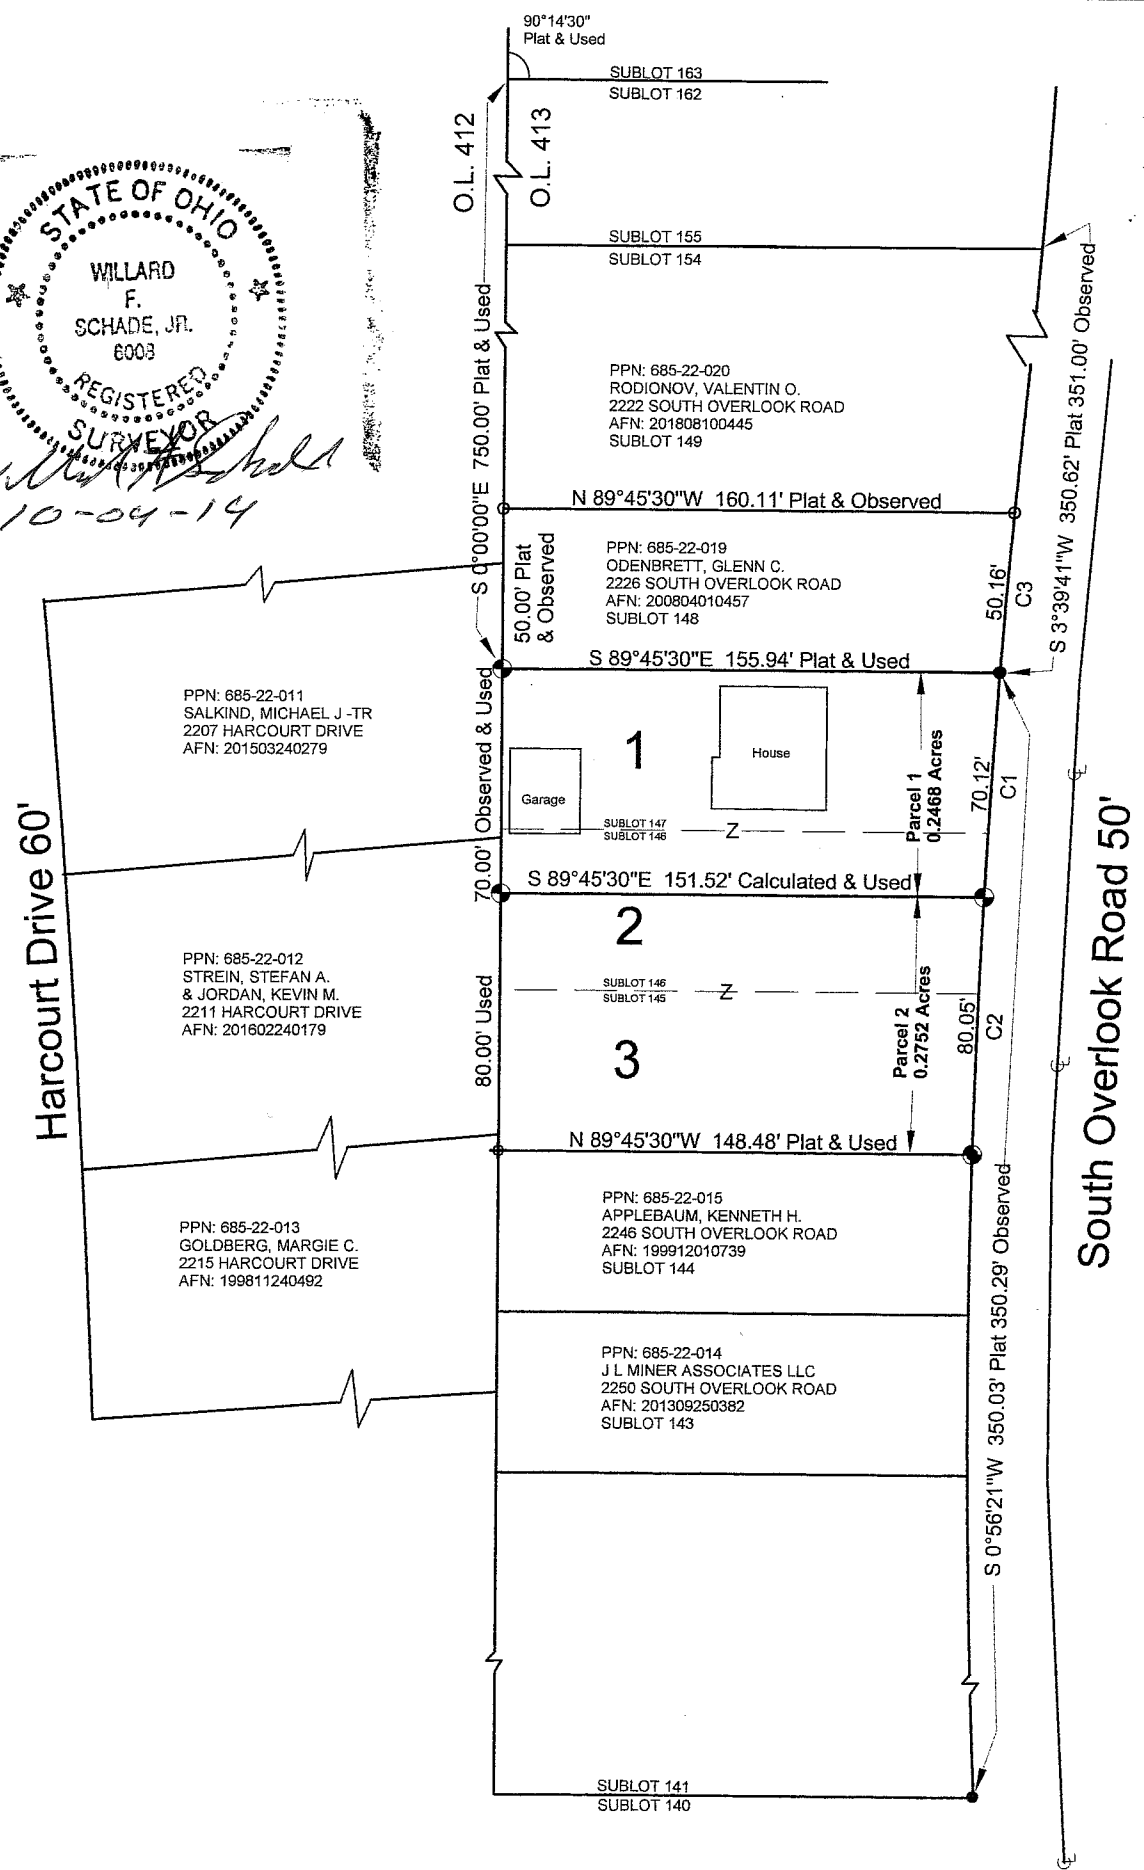 90°14'30"
Plat & Used
SUBLOT 163
SUBLOT 162
O.L. 412
O.L. 413
STATE OF OHIO
WILLARD
F.
SCHADE, JR.
6008
REGISTERED
SURVEYOR
10-04-19
SUBLOT 155
SUBLOT 154
S 0°00'00"E 750.00' Plat & Used
S 3°39'41"W 350.62' Plat 351.00' Observed
PPN: 685-22-020
RODIONOV, VALENTIN O.
2222 SOUTH OVERLOOK ROAD
AFN: 201808100445
SUBLOT 149
N 89°45'30"W 160.11' Plat & Observed
50.00' Plat
& Observed
PPN: 685-22-019
ODENBRETT, GLENN C.
2226 SOUTH OVERLOOK ROAD
AFN: 200804010457
SUBLOT 148
50.16'
C3
S 89°45'30"E 155.94' Plat & Used
Harcourt Drive 60'
PPN: 685-22-011
SALKIND, MICHAEL J -TR
2207 HARCOURT DRIVE
AFN: 201503240279
70.00' Observed & Used
1
House
Garage
Parcel 1
0.2468 Acres
70.12'
C1
SUBLOT 147
SUBLOT 146
Z
S 89°45'30"E 151.52' Calculated & Used
2
South Overlook Road 50'
PPN: 685-22-012
STREIN, STEFAN A.
& JORDAN, KEVIN M.
2211 HARCOURT DRIVE
AFN: 201602240179
80.00' Used
SUBLOT 146
SUBLOT 145
Z
3
Parcel 2
0.2752 Acres
80.05'
C2
N 89°45'30"W 148.48' Plat & Used
PPN: 685-22-013
GOLDBERG, MARGIE C.
2215 HARCOURT DRIVE
AFN: 199811240492
PPN: 685-22-015
APPLEBAUM, KENNETH H.
2246 SOUTH OVERLOOK ROAD
AFN: 199912010739
SUBLOT 144
PPN: 685-22-014
J L MINER ASSOCIATES LLC
2250 SOUTH OVERLOOK ROAD
AFN: 201309250382
SUBLOT 143
S 0°56'21"W 350.03' Plat 350.29' Observed
SUBLOT 141
SUBLOT 140